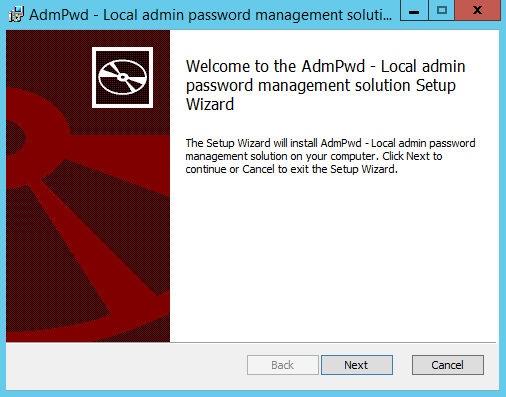 AdmPwd - Local admin password management soluti...
Welcome to the AdmPwd - Local admin
password management solution Setup
Wizard
The Setup Wizard will install AdmPwd - Local admin password
management solution on your computer. Click Next to
continue or Cancel to exit the Setup Wizard.
Back Next Cancel